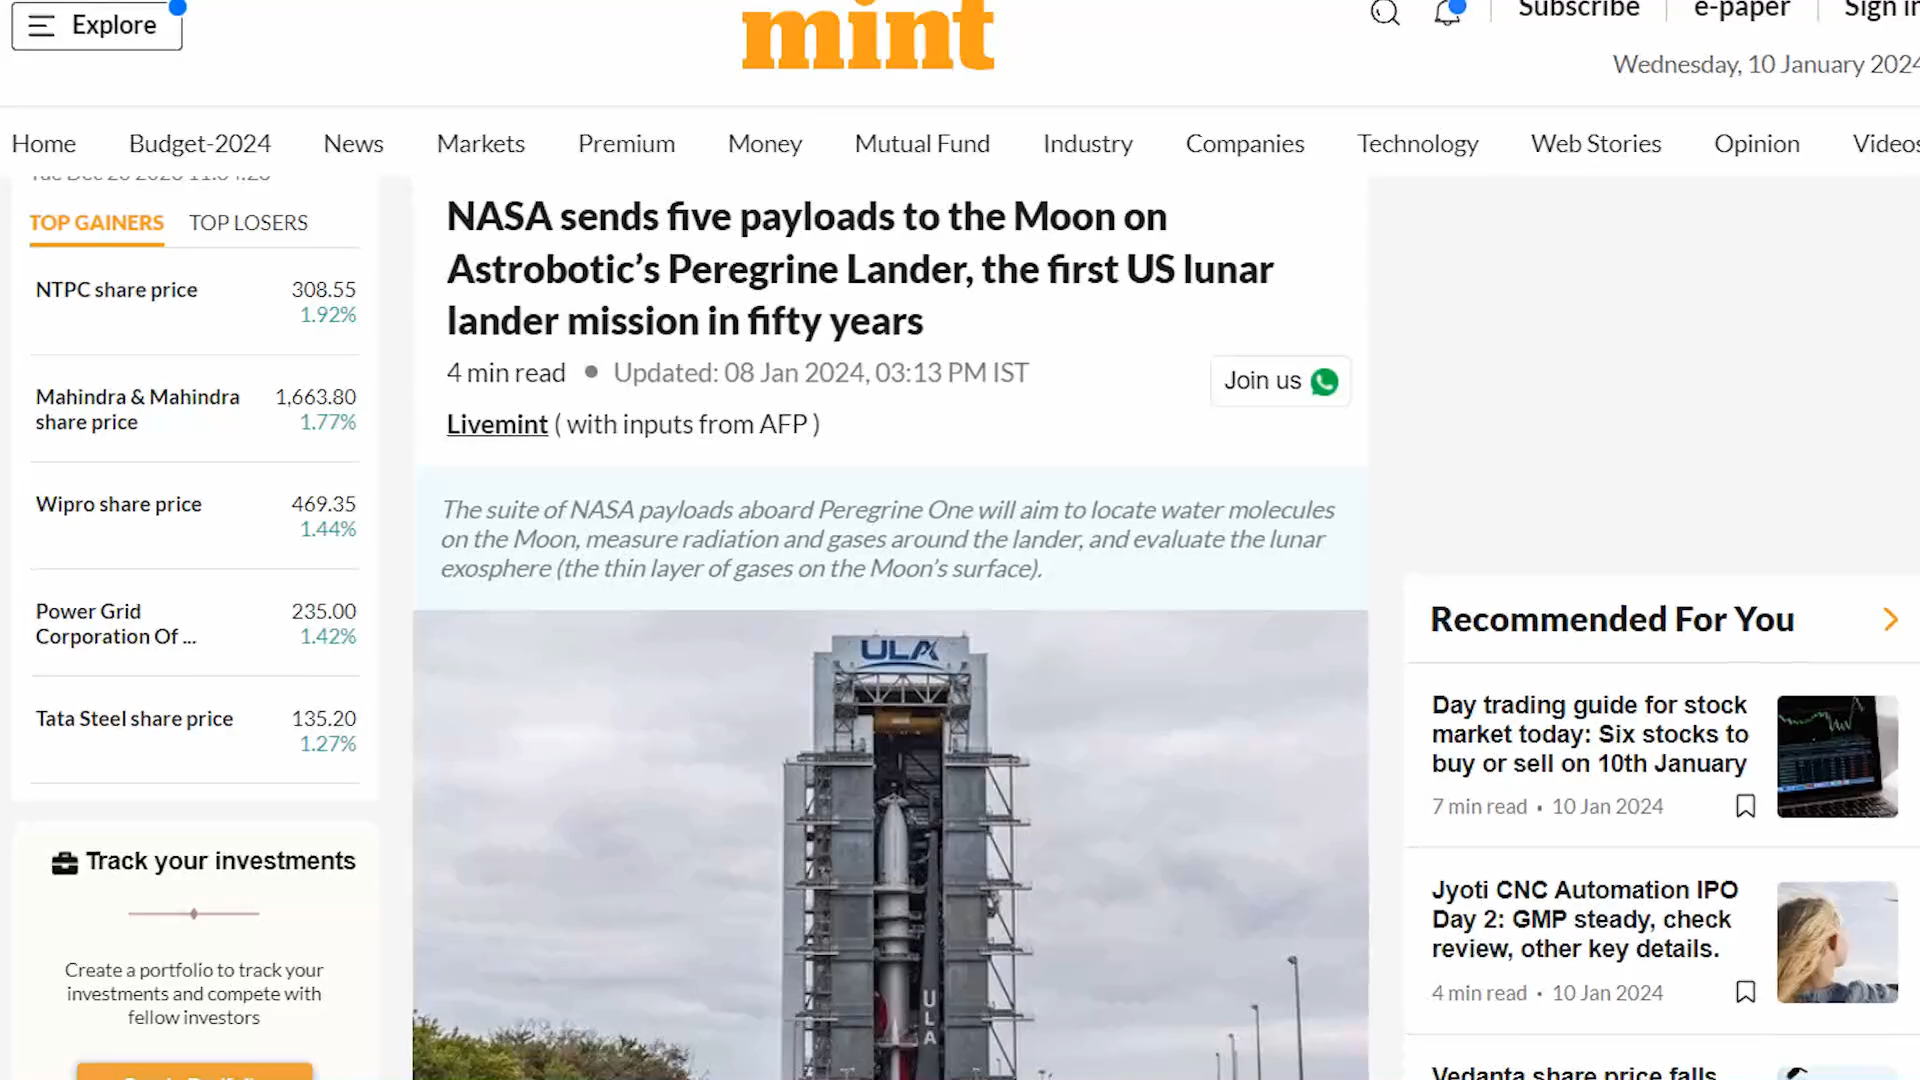 Explore
mint
Subscribe
e-paper
Sign in
Wednesday, 10 January 2024
Home
Budget-2024
News
Markets
Premium
Money
Mutual Fund
Industry
Companies
Technology
Web Stories
Opinion
Videos
TOP GAINERS
TOP LOSERS
NTPC share price
308.55
1.92%
Mahindra & Mahindra
share price
1,663.80
1.77%
Wipro share price
469.35
1.44%
Power Grid
Corporation Of ...
235.00
1.42%
Tata Steel share price
135.20
1.27%
Track your investments
Create a portfolio to track your
investments and compete with
fellow investors
NASA sends five payloads to the Moon on
Astrobotic’s Peregrine Lander, the first US lunar
lander mission in fifty years
4 min read • Updated: 08 Jan 2024, 03:13 PM IST
Join us
Livemint ( with inputs from AFP )
The suite of NASA payloads aboard Peregrine One will aim to locate water molecules
on the Moon, measure radiation and gases around the lander, and evaluate the lunar
exosphere (the thin layer of gases on the Moon’s surface).
ULA
ULA
Recommended For You
Day trading guide for stock
market today: Six stocks to
buy or sell on 10th January
7 min read • 10 Jan 2024
Jyoti CNC Automation IPO
Day 2: GMP steady, check
review, other key details.
4 min read • 10 Jan 2024
Vedanta share price falls